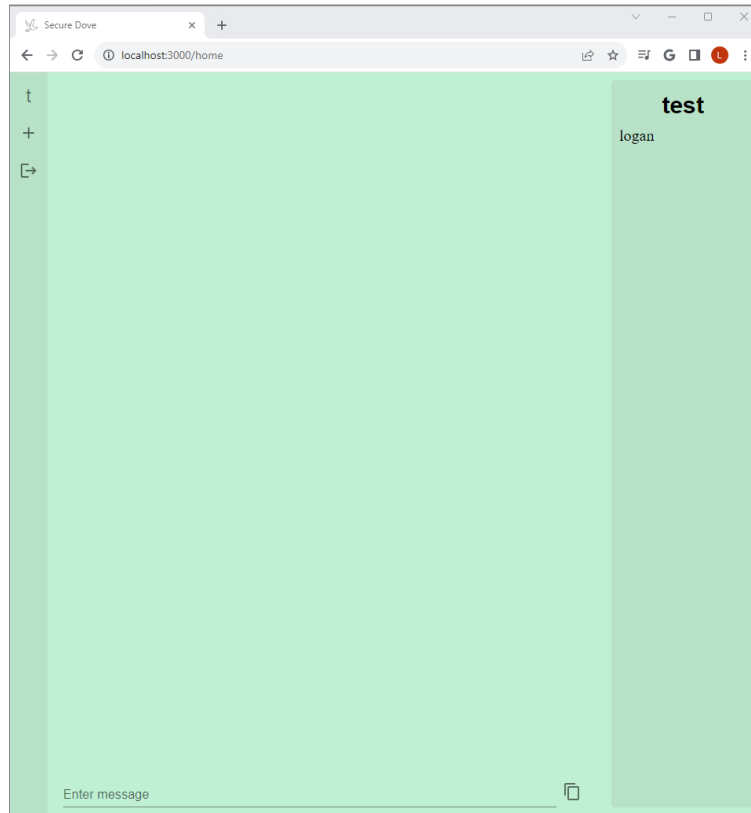 Secure Dove
localhost:3000/home
G
L
t
test
logan
Enter message